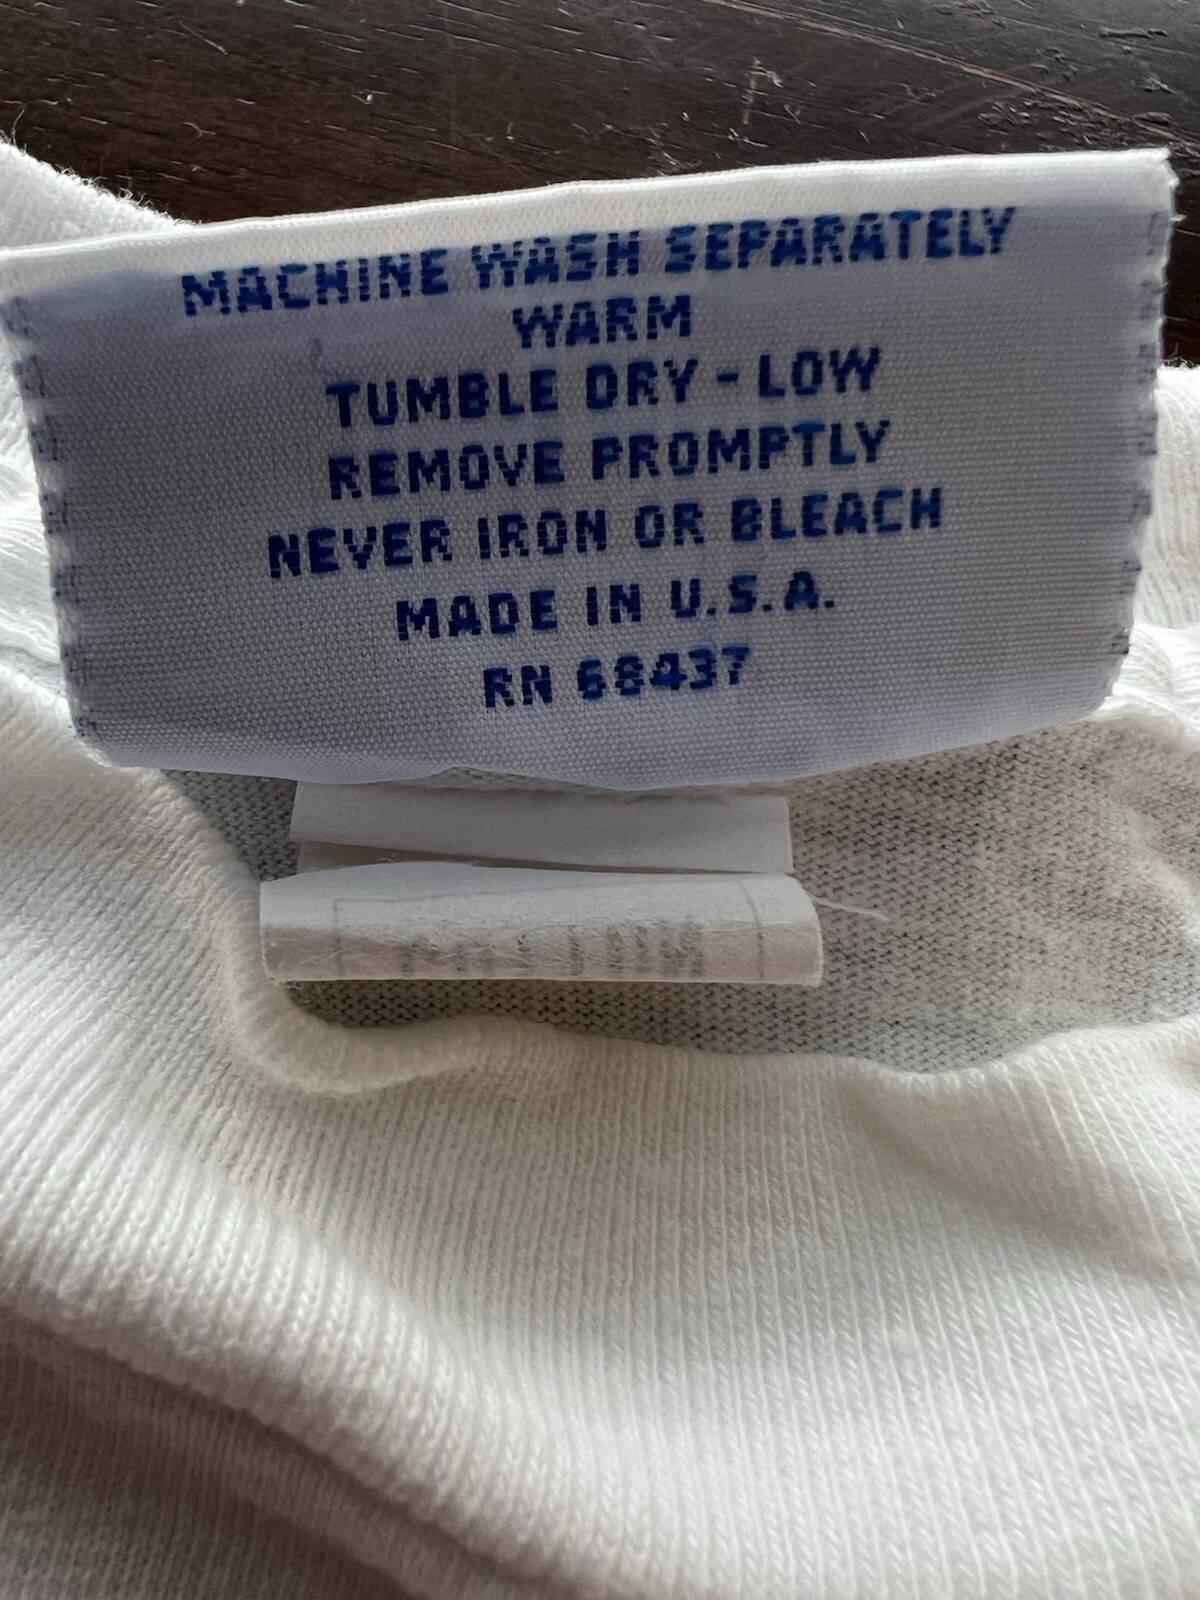 MACHINE WASH SEPARATELY
WARM
TUMBLE DRY - LOW
REMOVE PROMPTLY
NEVER IRON OR BLEACH
MADE IN U.S.A.
RN 68437